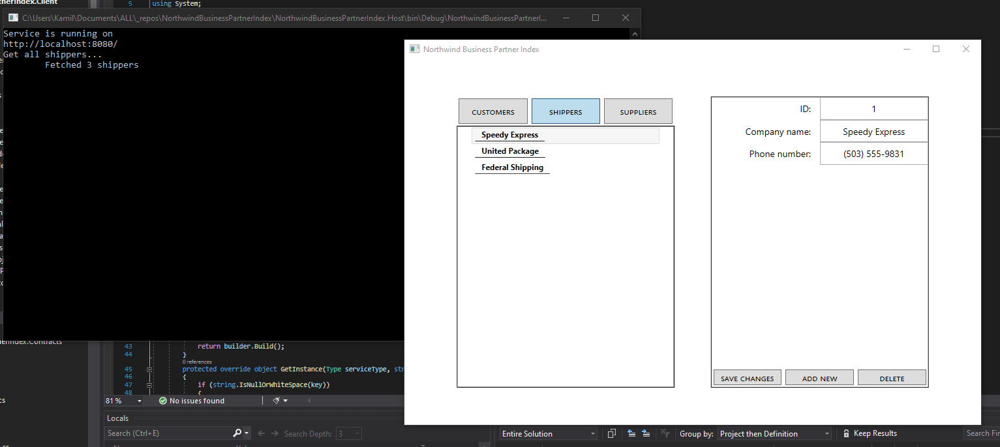 nerIndex.Client
5 using System;
C:\Users\Kamil\Documents\ALL\_repos\NorthwindBusinessPartnerIndex\NorthwindBusinessPartnerIndex.Host\bin\Debug\NorthwindBusinessPartnerI...
Service is running on
http://localhost:8080/
Get all shippers...
Fetched 3 shippers
Northwind Business Partner Index
CUSTOMERS SHIPPERS SUPPLIERS
Speedy Express
United Package
Federal Shipping
ID: 1
Company name: Speedy Express
Phone number: (503) 555-9831
SAVE CHANGES ADD NEW DELETE
nerIndex.Contracts
43 return builder.Build();
44 }
0 references
45 protected override object GetInstance(Type serviceType, str
46 {
47 if (string.IsNullOrWhiteSpace(key))
48 {
81 % No issues found
Locals
Search (Ctrl+E) Search Depth: 3
Entire Solution Group by: Project then Definition Keep Results Search Fin